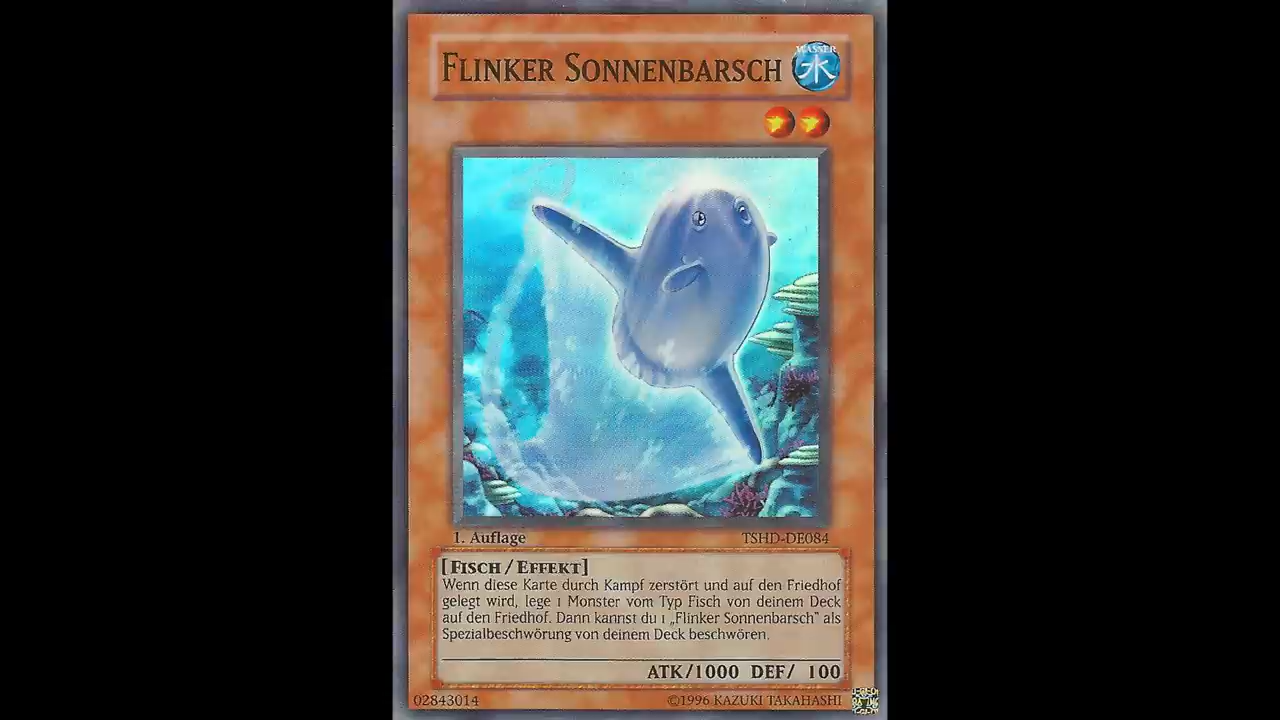 FLINKER SONNENBARSCH
WASSER
水
1. Auflage
TSHD-DE084
[FISCH/EFFEKT]
Wenn diese Karte durch Kampf zerstört und auf den Friedhof
gelegt wird, lege 1 Monster vom Typ Fisch von deinem Deck
auf den Friedhof. Dann kannst du 1 „Flinker Sonnenbarsch" als
Spezialbeschwörung von deinem Deck beschwören.
ATK/1000 DEF/ 100
02843014
©1996 KAZUKI TAKAHASHI